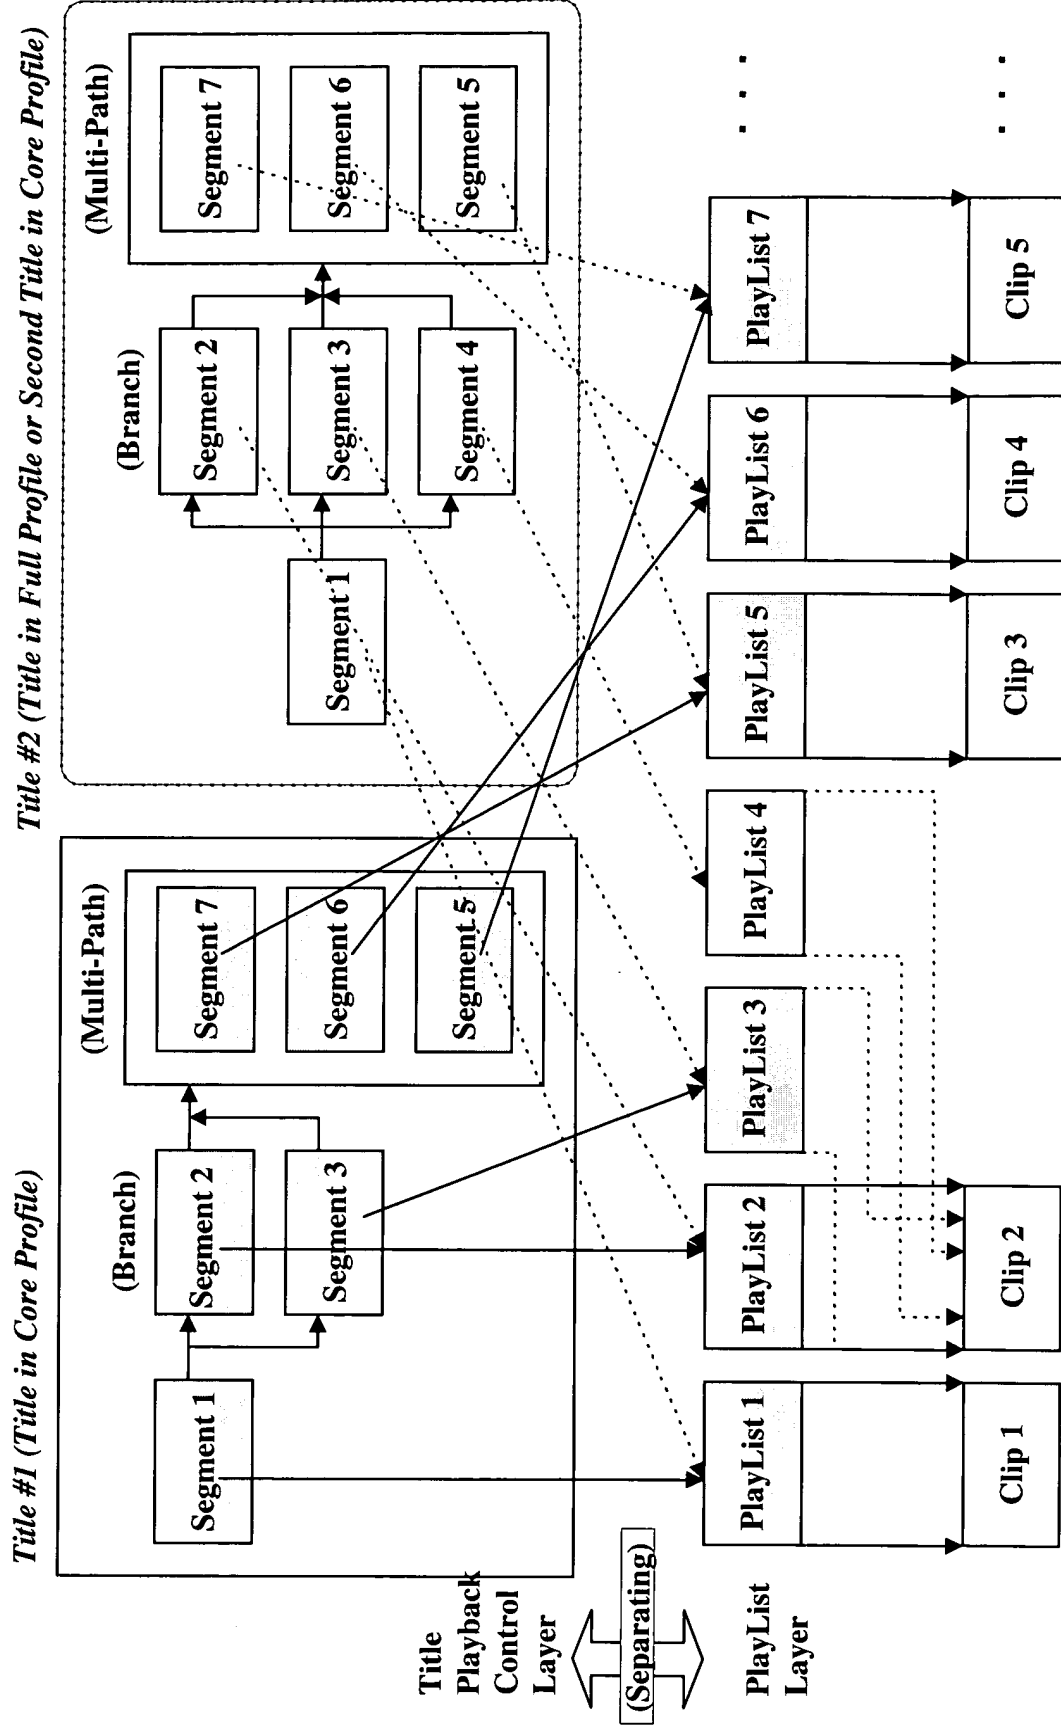 Title #1 (Title in Core Profile)
Title #2 (Title in Full Profile or Second Title in Core Profile)
(Branch)
(Multi-Path)
Segment 1
Segment 2
Segment 3
Segment 7
Segment 6
Segment 5
(Branch)
(Multi-Path)
Segment 1
Segment 2
Segment 3
Segment 4
Segment 7
Segment 6
Segment 5
Title
Playback
Control
Layer
(Separating)
PlayList
Layer
PlayList 1
PlayList 2
PlayList 3
PlayList 4
PlayList 5
PlayList 6
PlayList 7
. . .
Clip 1
Clip 2
Clip 3
Clip 4
Clip 5
. . .